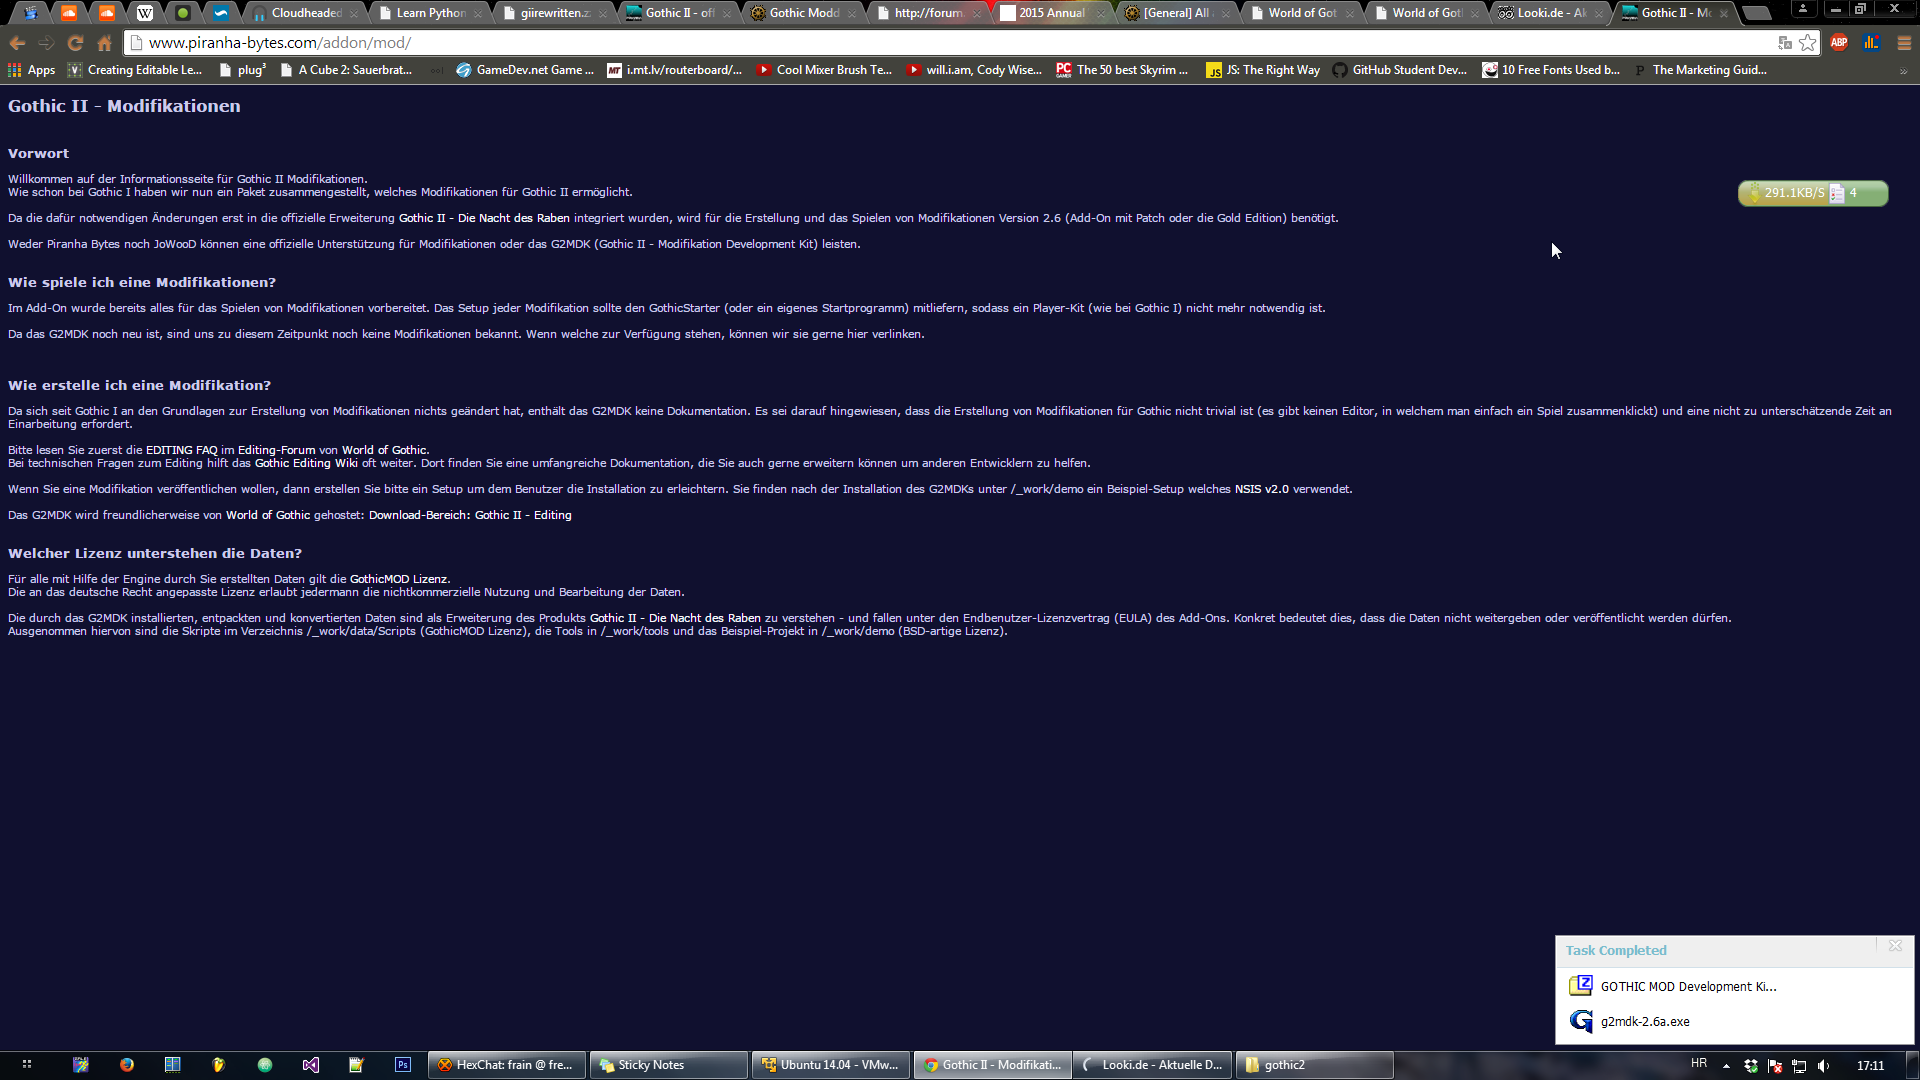 Cloudheaded
Learn Python
giirewritten.z
Gothic II - off
Gothic Modd
http://forum.
2015 Annual
[General] All
World of Got
World of Got
Looki.de - Ak
Gothic II - Mo
www.piranha-bytes.com/addon/mod/
ABP
Apps
Creating Editable Le...
plug³
A Cube 2: Sauerbrat...
GameDev.net Game ...
i.mt.lv/routerboard/...
Cool Mixer Brush Te...
will.i.am, Cody Wise...
The 50 best Skyrim ...
JS: The Right Way
GitHub Student Dev...
10 Free Fonts Used b...
The Marketing Guid...
Gothic II - Modifikationen
Vorwort
Willkommen auf der Informationsseite für Gothic II Modifikationen.
Wie schon bei Gothic I haben wir nun ein Paket zusammengestellt, welches Modifikationen für Gothic II ermöglicht.
291.1KB/S 4
Da die dafür notwendigen Änderungen erst in die offizielle Erweiterung Gothic II - Die Nacht des Raben integriert wurden, wird für die Erstellung und das Spielen von Modifikationen Version 2.6 (Add-On mit Patch oder die Gold Edition) benötigt.
Weder Piranha Bytes noch JoWooD können eine offizielle Unterstützung für Modifikationen oder das G2MDK (Gothic II - Modifikation Development Kit) leisten.
Wie spiele ich eine Modifikationen?
Im Add-On wurde bereits alles für das Spielen von Modifikationen vorbereitet. Das Setup jeder Modifikation sollte den GothicStarter (oder ein eigenes Startprogramm) mitliefern, sodass ein Player-Kit (wie bei Gothic I) nicht mehr notwendig ist.
Da das G2MDK noch neu ist, sind uns zu diesem Zeitpunkt noch keine Modifikationen bekannt. Wenn welche zur Verfügung stehen, können wir sie gerne hier verlinken.
Wie erstelle ich eine Modifikation?
Da sich seit Gothic I an den Grundlagen zur Erstellung von Modifikationen nichts geändert hat, enthält das G2MDK keine Dokumentation. Es sei darauf hingewiesen, dass die Erstellung von Modifikationen für Gothic nicht trivial ist (es gibt keinen Editor, in welchem man einfach ein Spiel zusammenklickt) und eine nicht zu unterschätzende Zeit an
Einarbeitung erfordert.
Bitte lesen Sie zuerst die EDITING FAQ im Editing-Forum von World of Gothic.
Bei technischen Fragen zum Editing hilft das Gothic Editing Wiki oft weiter. Dort finden Sie eine umfangreiche Dokumentation, die Sie auch gerne erweitern können um anderen Entwicklern zu helfen.
Wenn Sie eine Modifikation veröffentlichen wollen, dann erstellen Sie bitte ein Setup um dem Benutzer die Installation zu erleichtern. Sie finden nach der Installation des G2MDKs unter /_work/demo ein Beispiel-Setup welches NSIS v2.0 verwendet.
Das G2MDK wird freundlicherweise von World of Gothic gehostet: Download-Bereich: Gothic II - Editing
Welcher Lizenz unterstehen die Daten?
Für alle mit Hilfe der Engine durch Sie erstellten Daten gilt die GothicMOD Lizenz.
Die an das deutsche Recht angepasste Lizenz erlaubt jedermann die nichtkommerzielle Nutzung und Bearbeitung der Daten.
Die durch das G2MDK installierten, entpackten und konvertierten Daten sind als Erweiterung des Produkts Gothic II - Die Nacht des Raben zu verstehen - und fallen unter den Endbenutzer-Lizenzvertrag (EULA) des Add-Ons. Konkret bedeutet dies, dass die Daten nicht weitergeben oder veröffentlicht werden dürfen.
Ausgenommen hiervon sind die Skripte im Verzeichnis /_work/data/Scripts (GothicMOD Lizenz), die Tools in /_work/tools und das Beispiel-Projekt in /_work/demo (BSD-artige Lizenz).
Task Completed
GOTHIC MOD Development Ki...
g2mdk-2.6a.exe
HexChat: frain @ fre...
Sticky Notes
Ubuntu 14.04 - VMw...
Gothic II - Modifikati...
Looki.de - Aktuelle D...
gothic2
HR
17:11